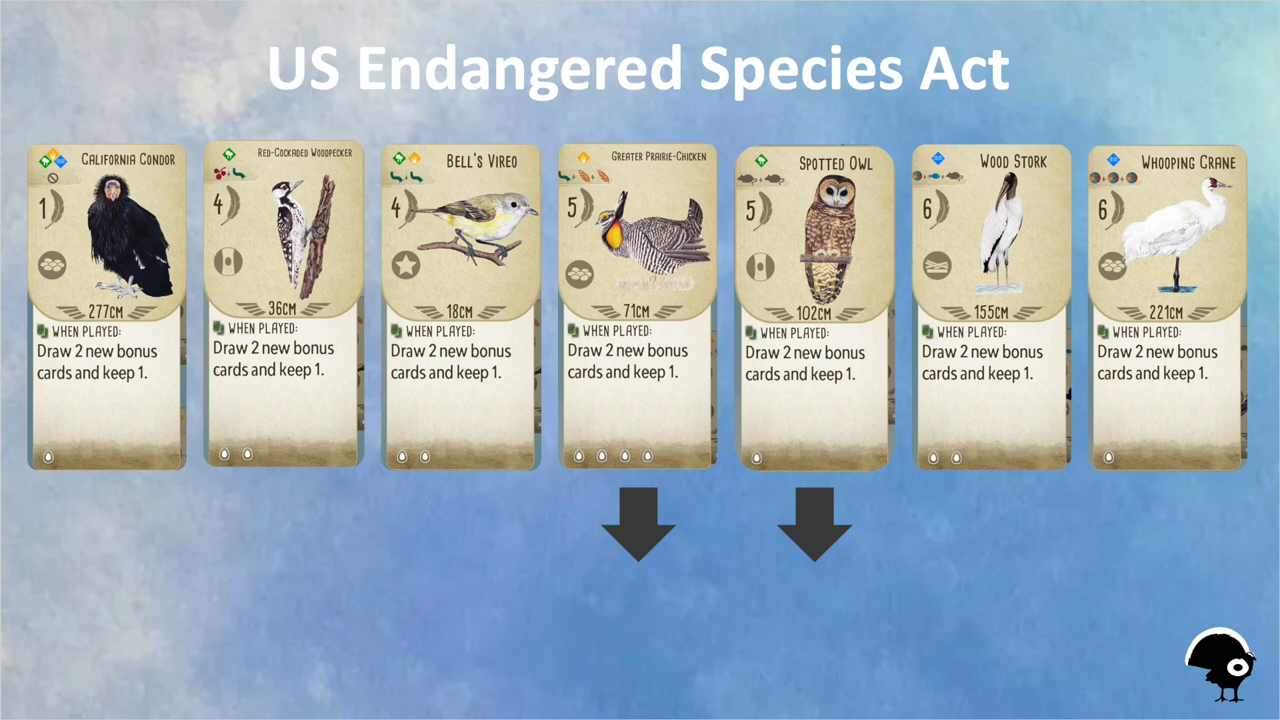 US Endangered Species Act
CALIFORNIA CONDOR
1
277CM
WHEN PLAYED:
Draw 2 new bonus
cards and keep 1.
RED-COCKADED WOODPECKER
4
36CM
WHEN PLAYED:
Draw 2 new bonus
cards and keep 1.
BELL'S VIREO
4
18CM
WHEN PLAYED:
Draw 2 new bonus
cards and keep 1.
GREATER PRAIRIE-CHICKEN
5
71CM
WHEN PLAYED:
Draw 2 new bonus
cards and keep 1.
SPOTTED OWL
5
102CM
WHEN PLAYED:
Draw 2 new bonus
cards and keep 1.
WOOD STORK
6
155CM
WHEN PLAYED:
Draw 2 new bonus
cards and keep 1.
WHOOPING CRANE
6
221CM
WHEN PLAYED:
Draw 2 new bonus
cards and keep 1.